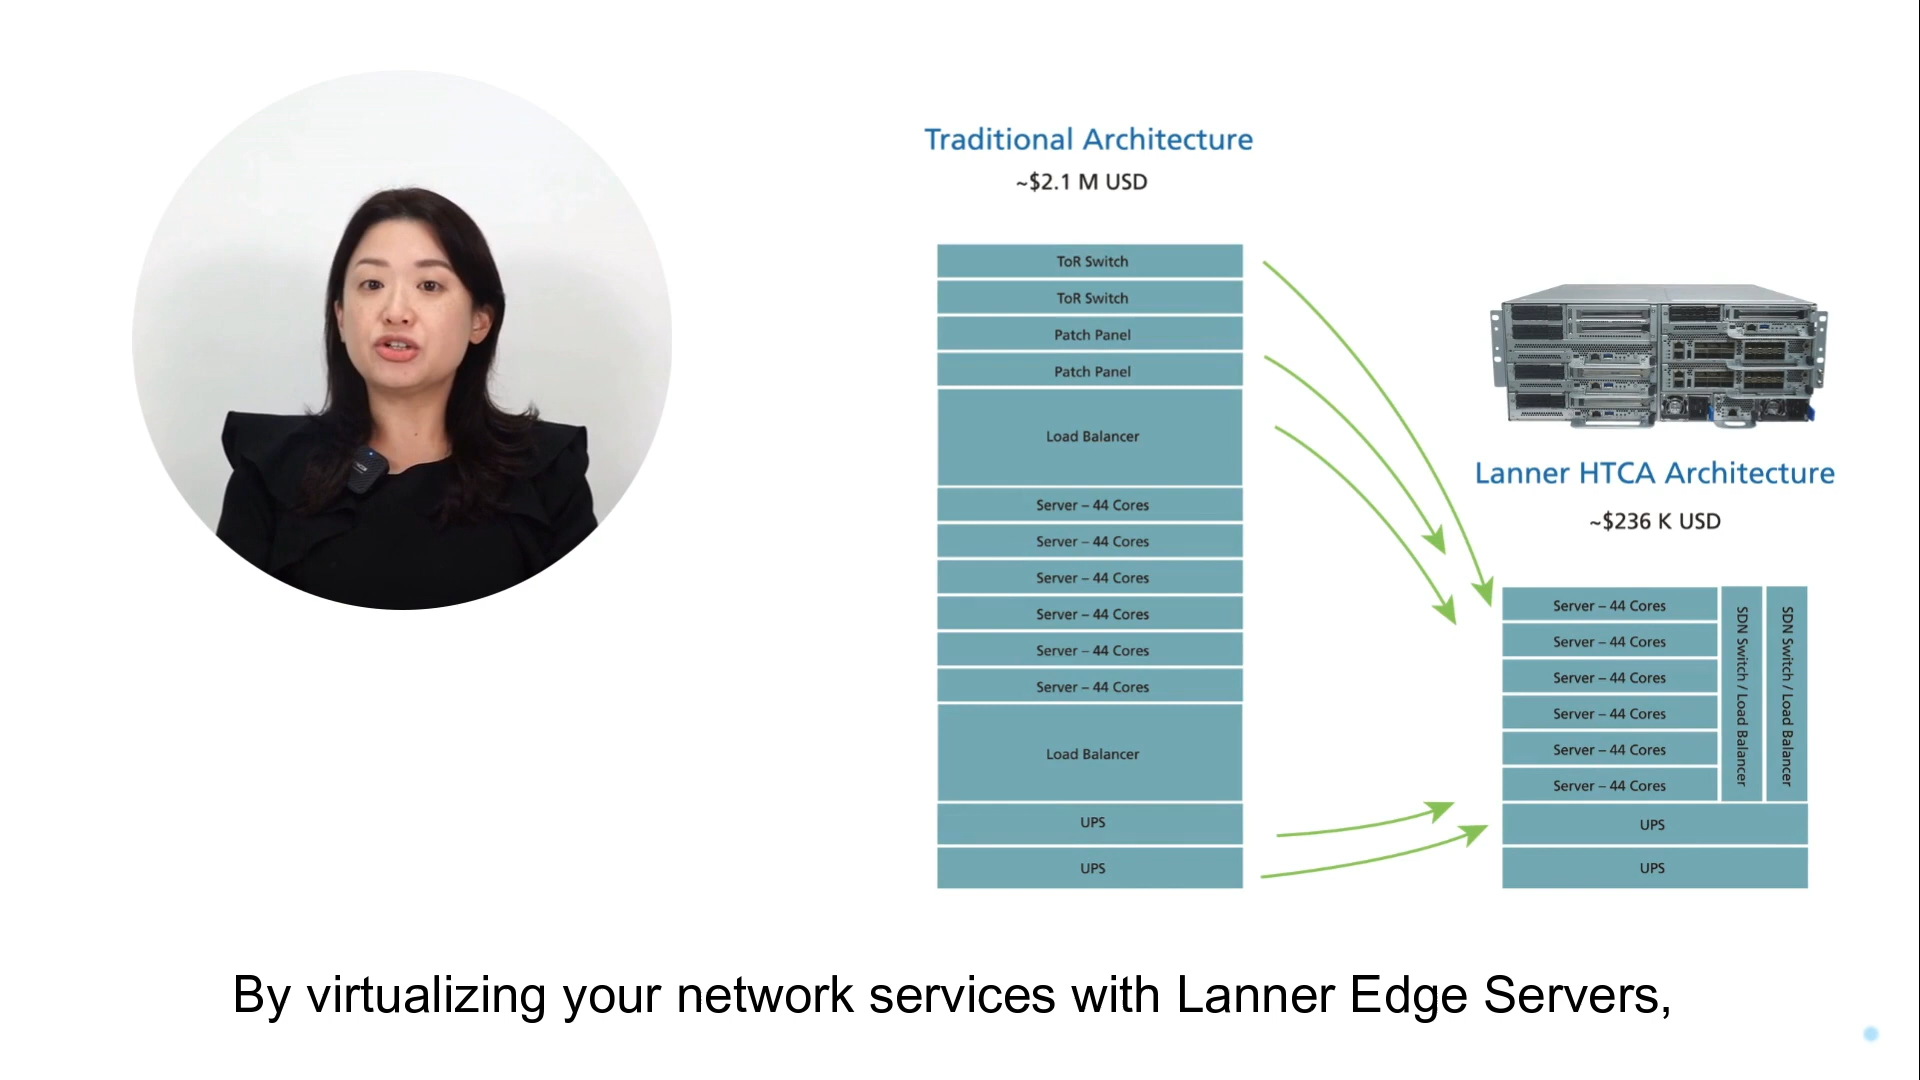 Traditional Architecture
~$2.1 M USD
ToR Switch
ToR Switch
Patch Panel
Patch Panel
Load Balancer
Server – 44 Cores
Server – 44 Cores
Server – 44 Cores
Server – 44 Cores
Server – 44 Cores
Server – 44 Cores
Load Balancer
UPS
UPS
Lanner HTCA Architecture
~$236 K USD
Server – 44 Cores
Server – 44 Cores
Server – 44 Cores
Server – 44 Cores
Server – 44 Cores
Server – 44 Cores
SDN Switch / Load Balancer
SDN Switch / Load Balancer
UPS
UPS
By virtualizing your network services with Lanner Edge Servers,